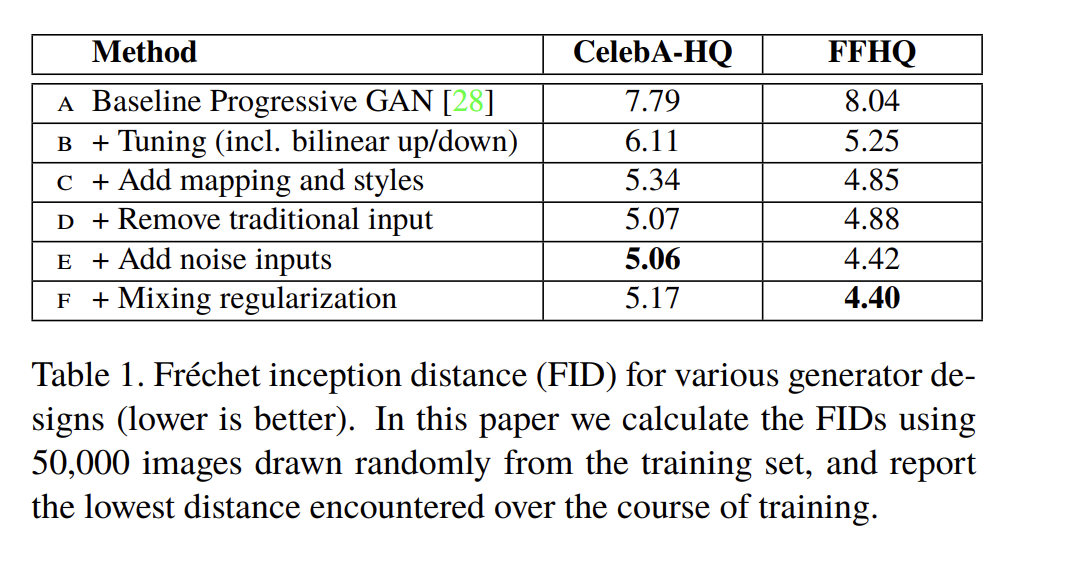 Method CelebA-HQ FFHQ
A Baseline Progressive GAN [28] 7.79 8.04
B + Tuning (incl. bilinear up/down) 6.11 5.25
C + Add mapping and styles 5.34 4.85
D + Remove traditional input 5.07 4.88
E + Add noise inputs 5.06 4.42
F + Mixing regularization 5.17 4.40
Table 1. Fréchet inception distance (FID) for various generator de-
signs (lower is better). In this paper we calculate the FIDs using
50,000 images drawn randomly from the training set, and report
the lowest distance encountered over the course of training.